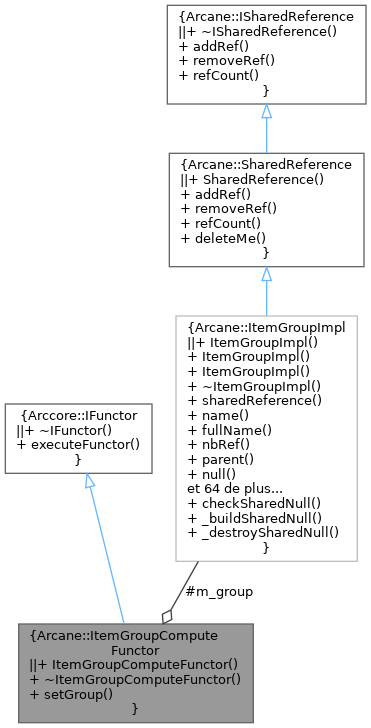 {Arcane::ISharedReference
||+ ~ISharedReference()
+ addRef()
+ removeRef()
+ refCount()
}
{Arcane::SharedReference
||+ SharedReference()
+ addRef()
+ removeRef()
+ refCount()
+ deleteMe()
}
{Arcane::ItemGroupImpl
||+ ItemGroupImpl()
+ ItemGroupImpl()
+ ItemGroupImpl()
+ ~ItemGroupImpl()
+ sharedReference()
+ name()
+ fullName()
+ nbRef()
+ parent()
+ null()
et 64 de plus...
+ checkSharedNull()
+ _buildSharedNull()
+ _destroySharedNull()
}
{Arccore::IFunctor
||+ ~IFunctor()
+ executeFunctor()
}
#m_group
{Arcane::ItemGroupCompute
Functor
||+ ItemGroupComputeFunctor()
+ ~ItemGroupComputeFunctor()
+ setGroup()
}